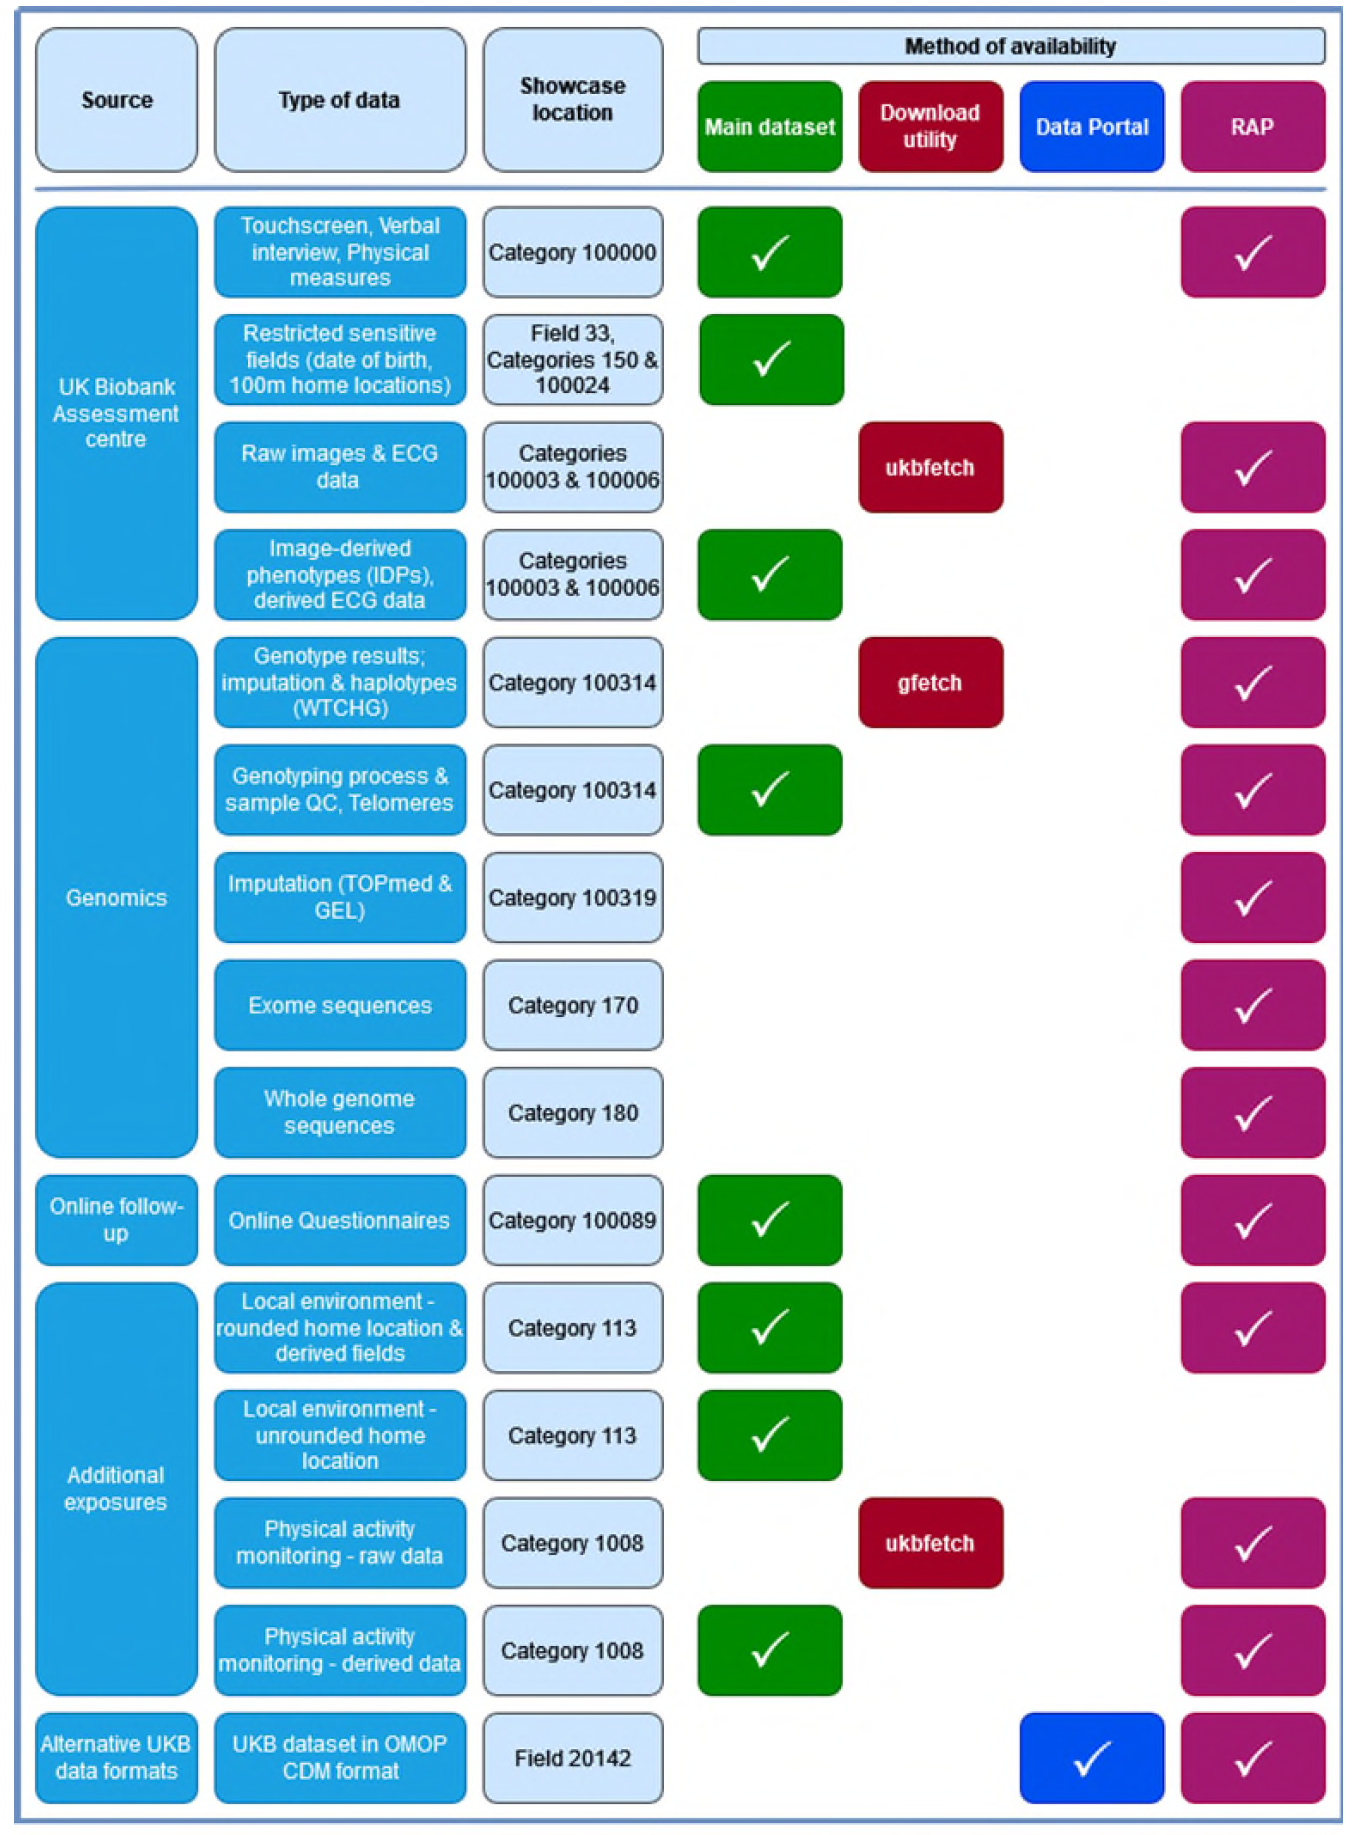 Source
Type of data
Showcase
location
Method of availability
Main dataset
Download
utility
Data Portal
RAP
UK Biobank
Assessment
centre
Touchscreen, Verbal
interview, Physical
measures
Category 100000
✓
✓
Restricted sensitive
fields (date of birth,
100m home locations)
Field 33,
Categories 150 &
100024
✓
Raw images & ECG
data
Categories
100003 & 100006
ukbfetch
✓
Image-derived
phenotypes (IDPs),
derived ECG data
Categories
100003 & 100006
✓
✓
Genomics
Genotype results;
imputation & haplotypes
(WTCHG)
Category 100314
gfetch
✓
Genotyping process &
sample QC, Telomeres
Category 100314
✓
✓
Imputation (TOPmed &
GEL)
Category 100319
✓
Exome sequences
Category 170
✓
Whole genome
sequences
Category 180
✓
Online follow-
up
Online Questionnaires
Category 100089
✓
✓
Additional
exposures
Local environment -
rounded home location &
derived fields
Category 113
✓
✓
Local environment -
unrounded home
location
Category 113
✓
Physical activity
monitoring - raw data
Category 1008
ukbfetch
✓
Physical activity
monitoring - derived data
Category 1008
✓
✓
Alternative UKB
data formats
UKB dataset in OMOP
CDM format
Field 20142
✓
✓